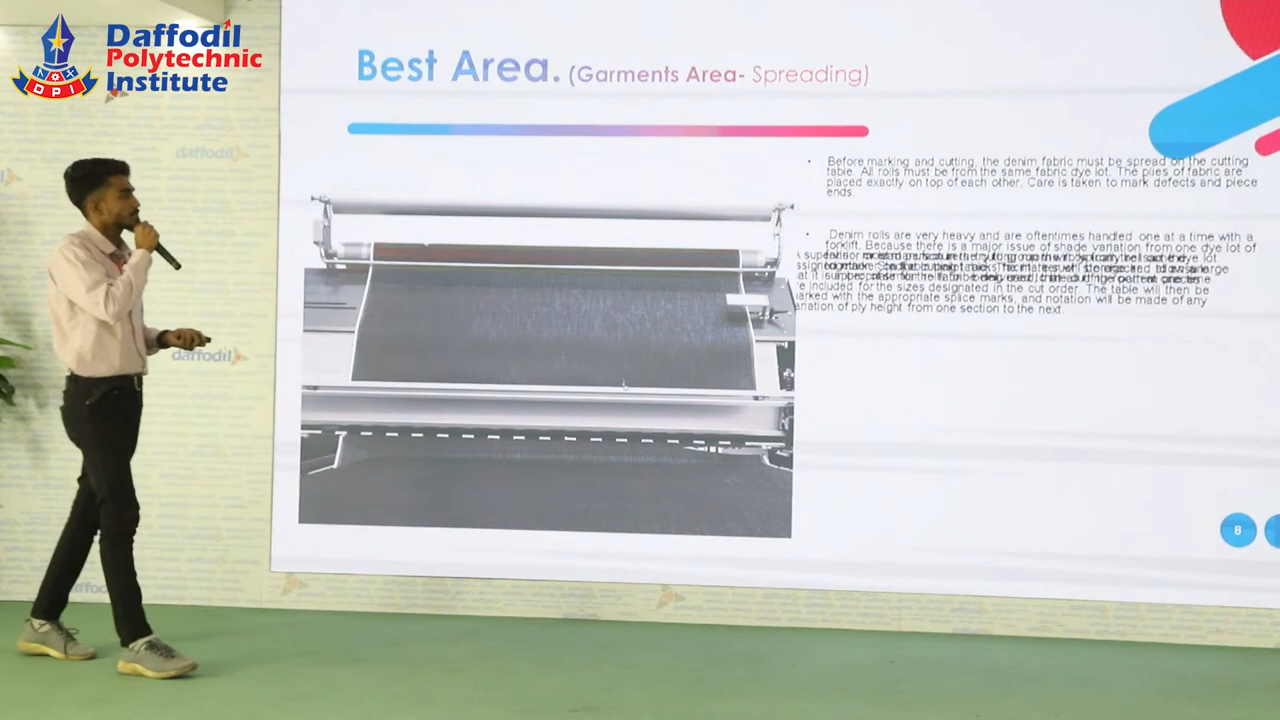 Daffodil
Polytechnic
Institute
DPI
Best Area. (Garments Area- Spreading)
daffodil
• Before marking and cutting, the denim fabric must be spread on the cutting
table. All rolls must be from the same fabric dye lot. The plies of fabric are
placed exactly on top of each other. Care is taken to mark defects and piece
ends.
• Denim rolls are very heavy and are oftentimes handled one at a time with a
forklift. Because there is a major issue of shade variation from one dye lot of
included for the sizes designated in the cut order. The table will then be
arked with the appropriate splice marks, and notation will be made of any
ariation of ply height from one section to the next.
daffodil
8